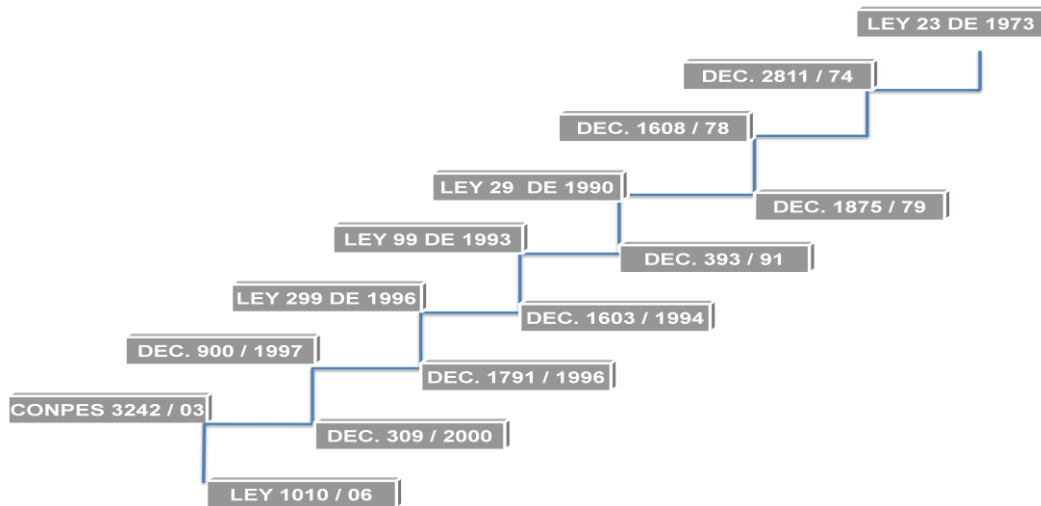 LEY 23 DE 1973
DEC. 2811 / 74
DEC. 1608 / 78
LEY 29 DE 1990
DEC. 1875 / 79
LEY 99 DE 1993
DEC. 393 / 91
LEY 299 DE 1996
DEC. 1603 / 1994
DEC. 900 / 1997
DEC. 1791 / 1996
CONPES 3242 / 03
DEC. 309 / 2000
LEY 1010 / 06